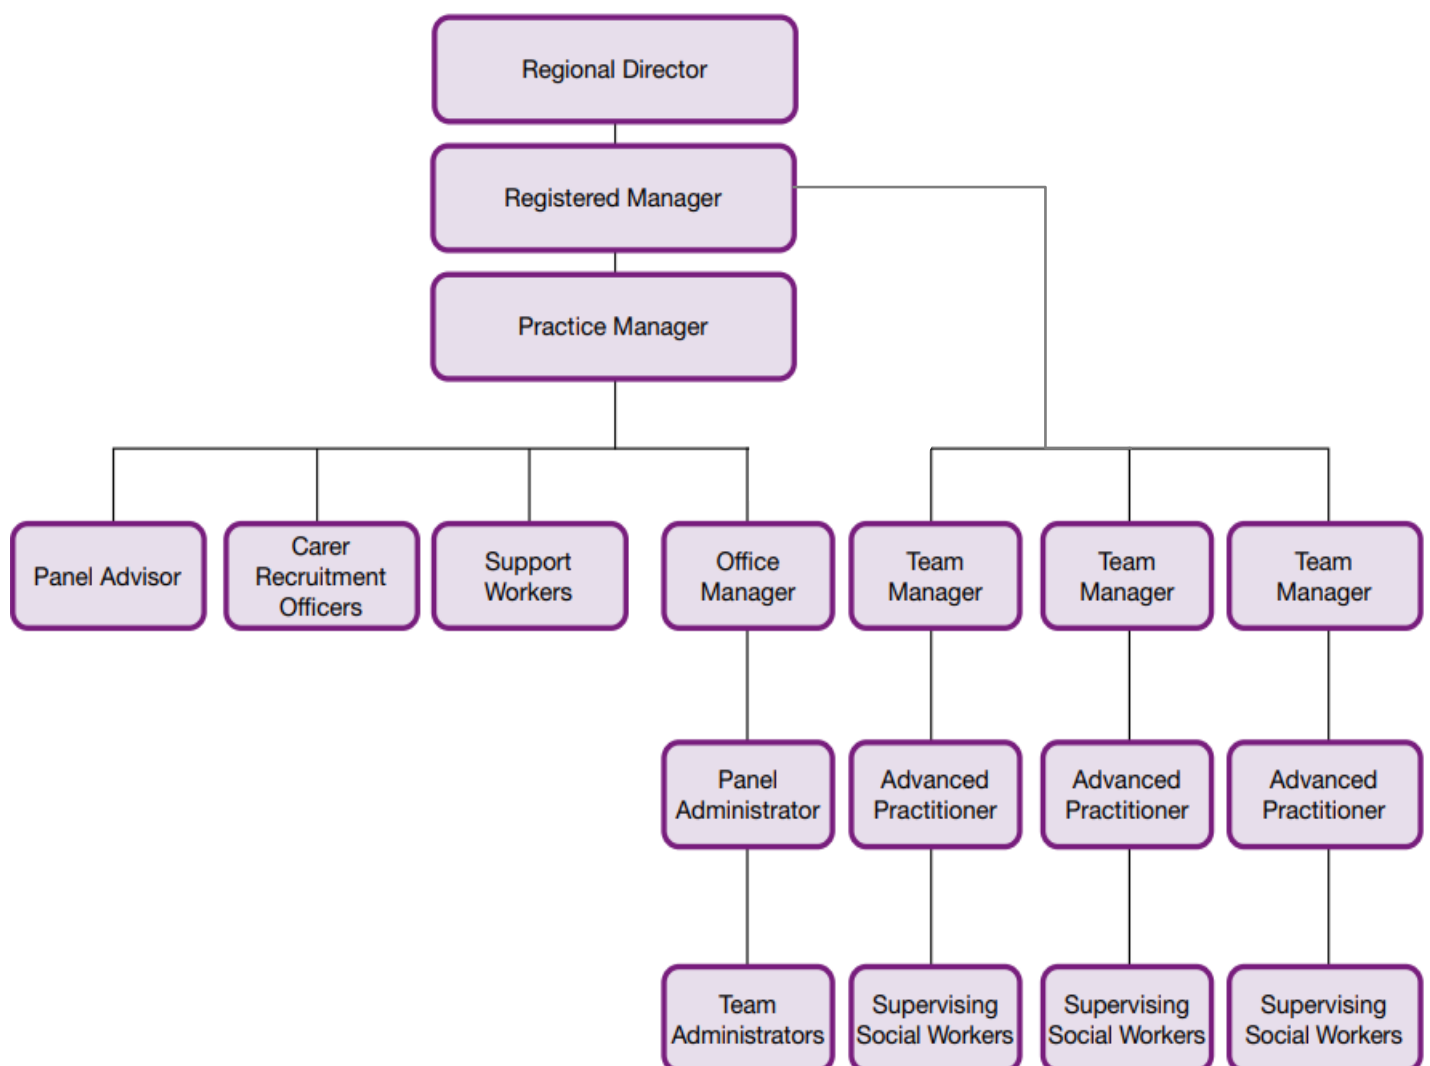 Regional Director
Registered Manager
Practice Manager
Panel Advisor
Carer
Recruitment
Officers
Support
Workers
Office
Manager
Team
Manager
Team
Manager
Team
Manager
Panel
Administrator
Advanced
Practitioner
Advanced
Practitioner
Advanced
Practitioner
Team
Administrators
Supervising
Social Workers
Supervising
Social Workers
Supervising
Social Workers